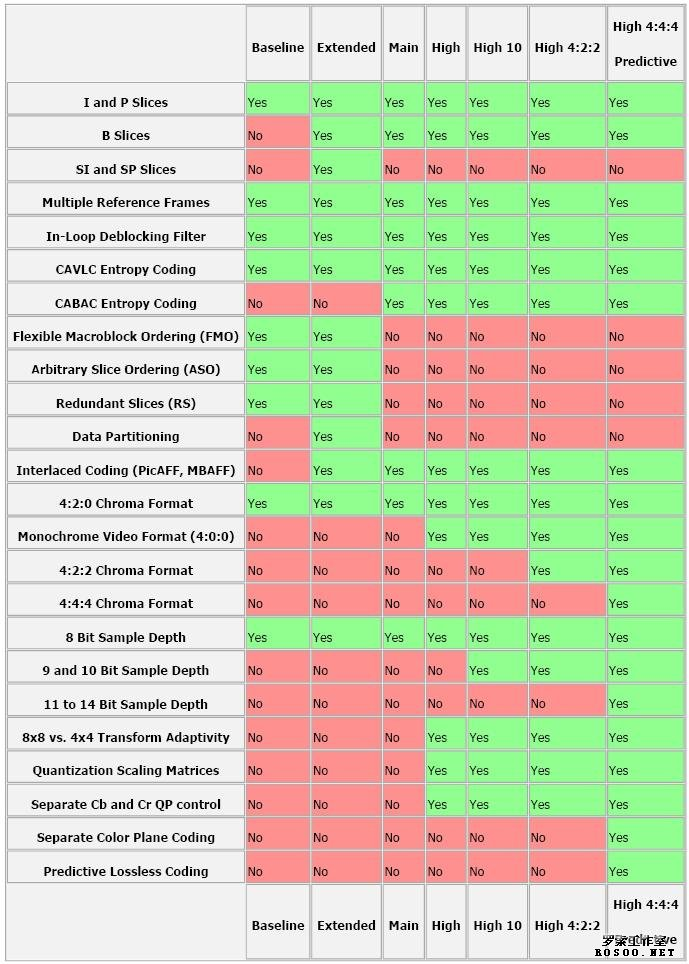 Baseline Extended Main High High 10 High 4:2:2 High 4:4:4
Predictive
I and P Slices Yes Yes Yes Yes Yes Yes Yes
B Slices No Yes Yes Yes Yes Yes Yes
SI and SP Slices No Yes No No No No No
Multiple Reference Frames Yes Yes Yes Yes Yes Yes Yes
In-Loop Deblocking Filter Yes Yes Yes Yes Yes Yes Yes
CAVLC Entropy Coding Yes Yes Yes Yes Yes Yes Yes
CABAC Entropy Coding No No Yes Yes Yes Yes Yes
Flexible Macroblock Ordering (FMO) Yes Yes No No No No No
Arbitrary Slice Ordering (ASO) Yes Yes No No No No No
Redundant Slices (RS) Yes Yes No No No No No
Data Partitioning No Yes No No No No No
Interlaced Coding (PicAFF, MBAFF) No Yes Yes Yes Yes Yes Yes
4:2:0 Chroma Format Yes Yes Yes Yes Yes Yes Yes
Monochrome Video Format (4:0:0) No No No Yes Yes Yes Yes
4:2:2 Chroma Format No No No No No Yes Yes
4:4:4 Chroma Format No No No No No No Yes
8 Bit Sample Depth Yes Yes Yes Yes Yes Yes Yes
9 and 10 Bit Sample Depth No No No No Yes Yes Yes
11 to 14 Bit Sample Depth No No No No No No Yes
8x8 vs. 4x4 Transform Adaptivity No No No Yes Yes Yes Yes
Quantization Scaling Matrices No No No Yes Yes Yes Yes
Separate Cb and Cr QP control No No No Yes Yes Yes Yes
Separate Color Plane Coding No No No No No No Yes
Predictive Lossless Coding No No No No No No Yes
Baseline Extended Main High High 10 High 4:2:2 High 4:4:4
罗索工作室
ROSOO.NET